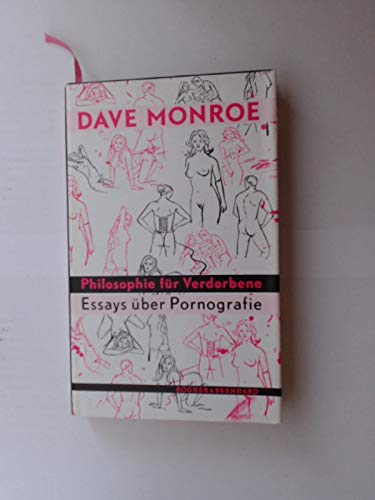 DAVE MONROE
Philosophie für Verdorbene
Essays über Pornografie
ROGNER & BERNHARD